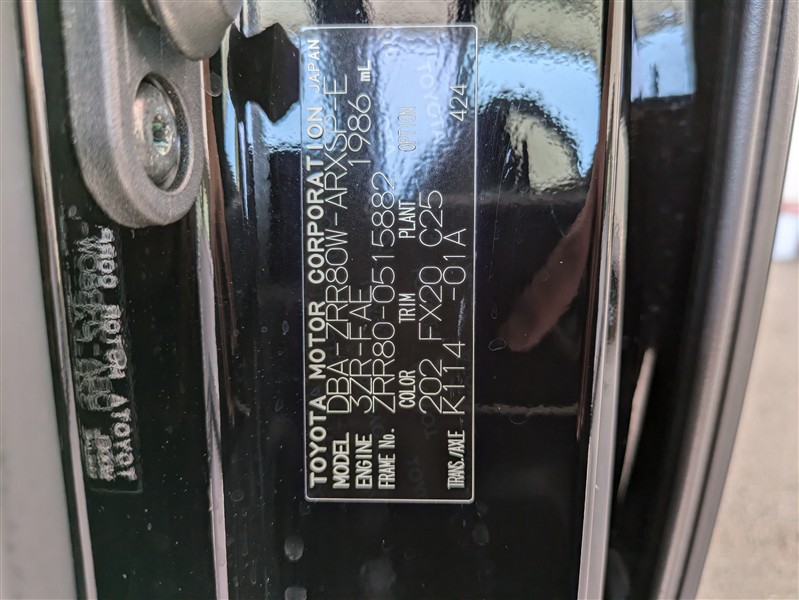 TOYOTA MOTOR CORPORATION JAPAN
MODEL DBA-ZRR80W-ARXSP-E
ENGINE 3ZR-FAE 1986 mL
FRAME No. ZRR80-0515882
COLOR TRIM PLANT OPTION
202 FX20 C25 424
TRANS./AXLE K114 -01A